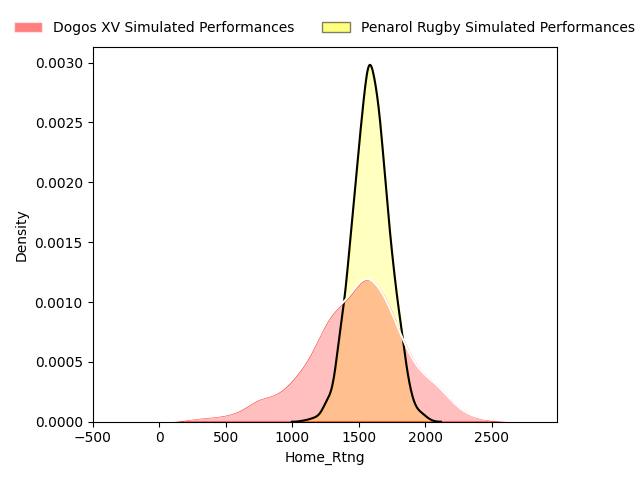 Dogos XV Simulated Performances Penarol Rugby Simulated Performances
0.0030
0.0025
0.0020
0.0015
0.0010
0.0005
0.0000
Density
−500 0 500 1000 1500 2000 2500
Home_Rtng